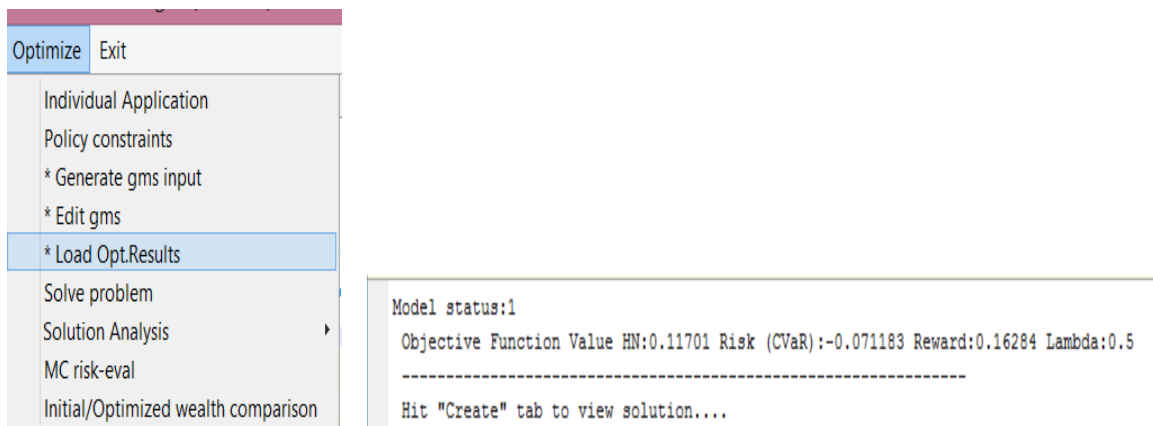 Optimize Exit
Individual Application
Policy constraints
* Generate gms input
* Edit gms
* Load Opt.Results
Solve problem
Solution Analysis
MC risk-eval
Initial/Optimized wealth comparison
Model status:1
Objective Function Value HN:0.11701 Risk (CVaR):-0.071183 Reward:0.16284 Lambda:0.5
----------------------------------------------------------------
Hit "Create" tab to view solution....